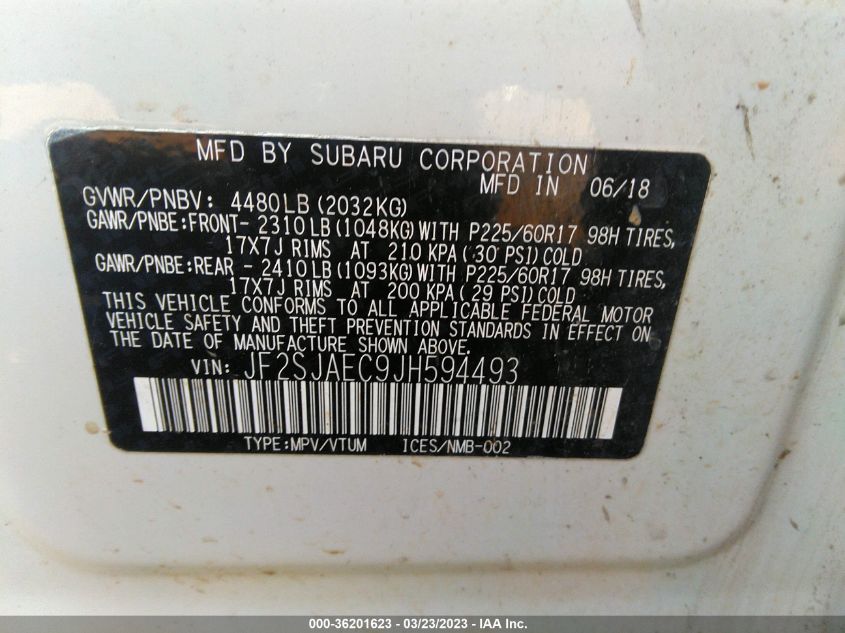 MFD BY SUBARU CORPORATION
MFD IN 06/18
GVWR/PNBV: 4480LB(2032KG)
GAWR/PNBE:FRONT- 2310LB(1048KG)WITH P225/60R17 98H TIRES,
17X7J RIMS AT 210 KPA(30 PSI)COLD
GAWR/PNBE:REAR - 2410LB(1093KG)WITH P225/60R17 98H TIRES,
17X7J RIMS AT 200 KPA(29 PSI)COLD
THIS VEHICLE CONFORMS TO ALL APPLICABLE FEDERAL MOTOR
VEHICLE SAFETY AND THEFT PREVENTION STANDARDS IN EFFECT ON
THE DATE OF MANUFACTURE SHOWN ABOVE.
VIN: JF2SJAEC9JH594493
TYPE:MPV/VTUM ICES/NMB-002
000-36201623 - 03/23/2023 - IAA Inc.